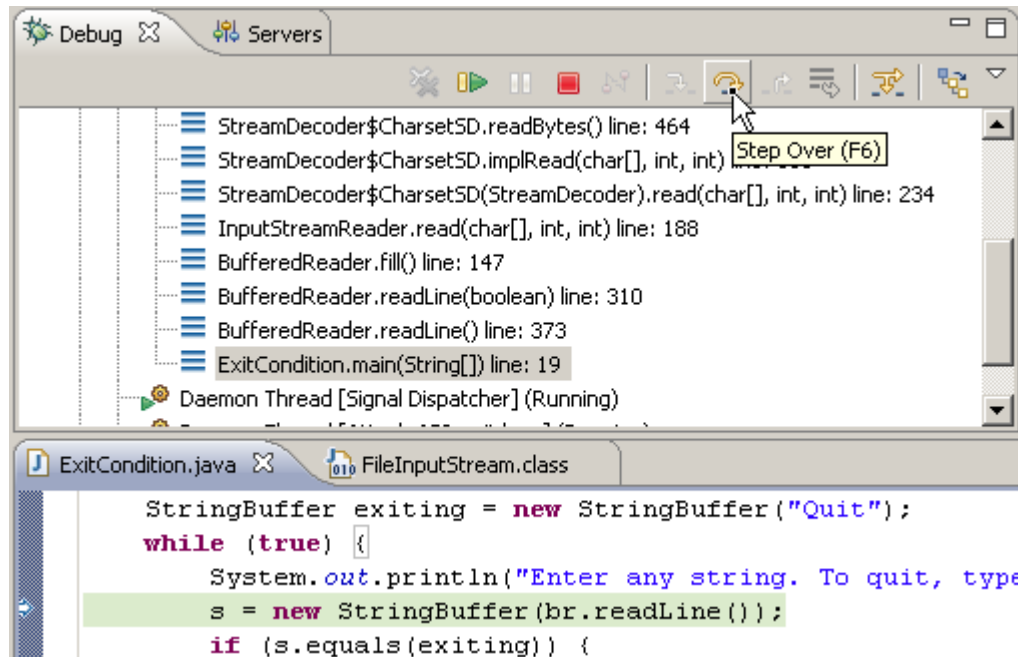 Debug Servers
StreamDecoder$CharsetSD.readBytes() line: 464
StreamDecoder$CharsetSD.implRead(char[], int, int)
Step Over (F6)
StreamDecoder$CharsetSD(StreamDecoder).read(char[], int, int) line: 234
InputStreamReader.read(char[], int, int) line: 188
BufferedReader.fill() line: 147
BufferedReader.readLine(boolean) line: 310
BufferedReader.readLine() line: 373
ExitCondition.main(String[]) line: 19
Daemon Thread [Signal Dispatcher] (Running)
ExitCondition.java FileInputStream.class
StringBuffer exiting = new StringBuffer("Quit");
while (true) {
System.out.println("Enter any string. To quit, type
s = new StringBuffer(br.readLine());
if (s.equals(exiting)) {